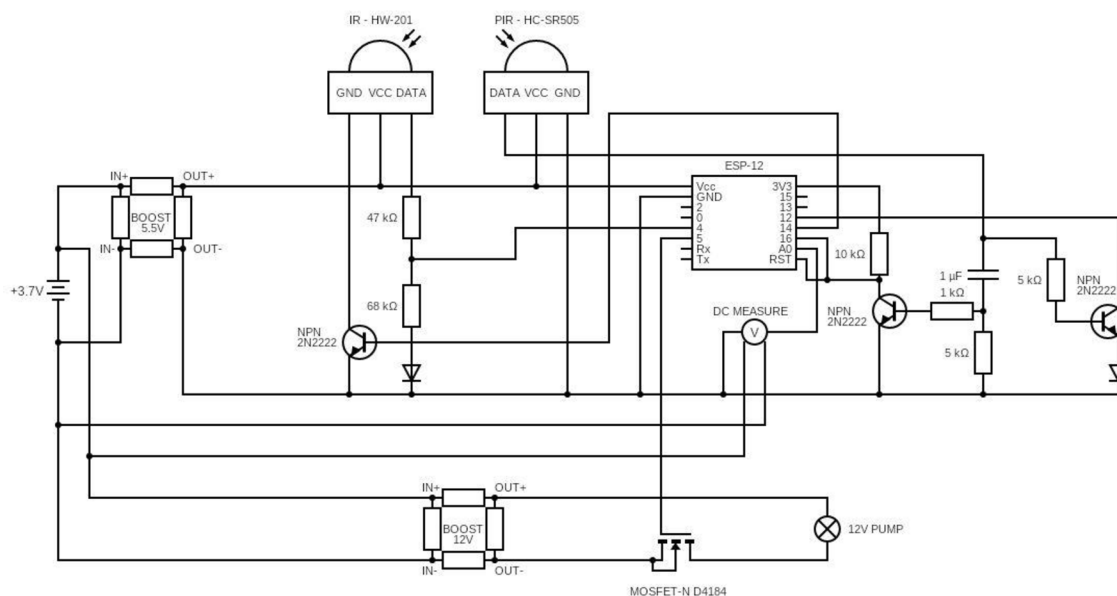 IR - HW-201
PIR - HC-SR505
GND VCC DATA
DATA VCC GND
ESP-12
IN+
OUT+
BOOST
5.5V
IN-
OUT-
Vcc
GND
2
0
4
5
Rx
Tx
3V3
15
13
12
14
16
A0
RST
47 kΩ
68 kΩ
10 kΩ
+3.7V
1 µF
1 kΩ
5 kΩ
5 kΩ
NPN
2N2222
NPN
2N2222
NPN
2N2222
DC MEASURE
V
IN+
OUT+
BOOST
12V
IN-
OUT-
12V PUMP
MOSFET-N D4184